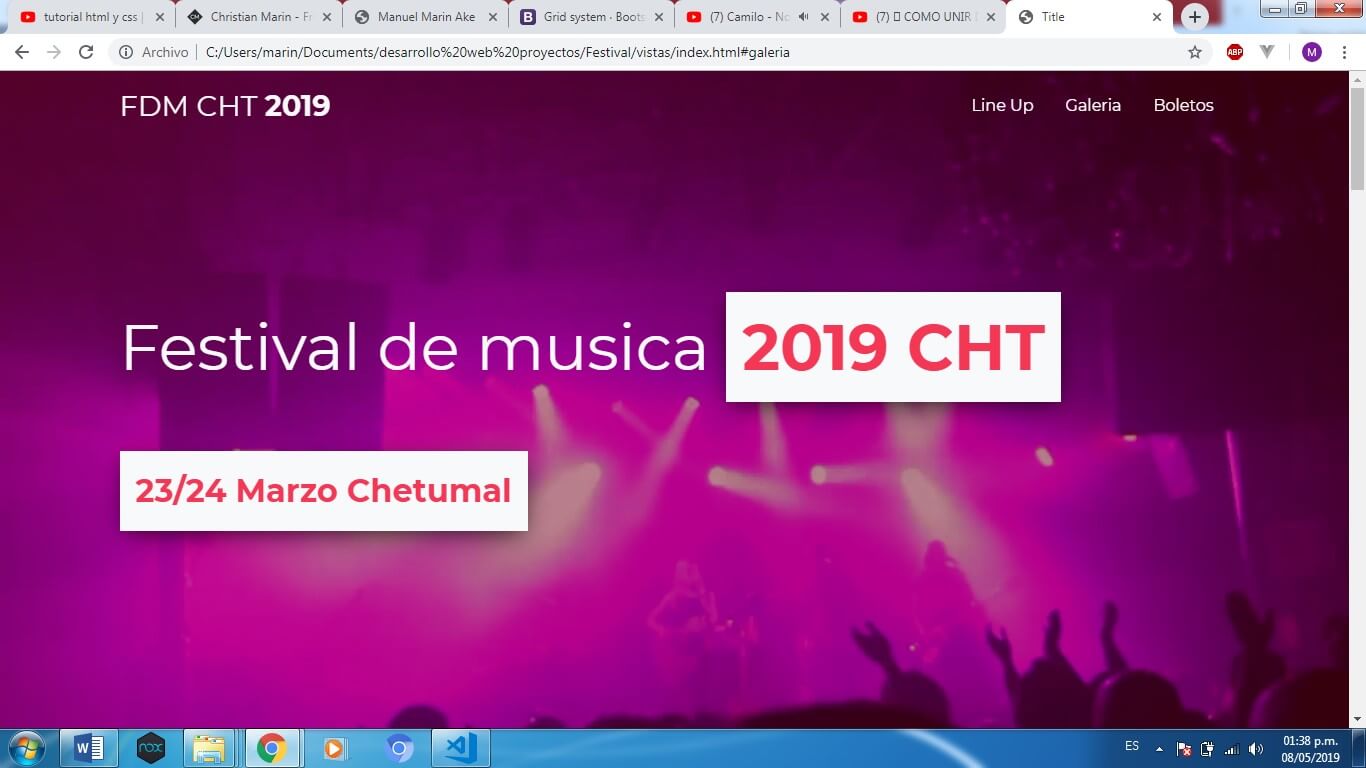 tutorial html y css |
Christian Marin - Fr
Manuel Marin Ake
Grid system · Boots
(7) Camilo - No
(7) COMO UNIR
Title
Archivo | C:/Users/marin/Documents/desarrollo%20web%20proyectos/Festival/vistas/index.html#galeria
ABP
M
FDM CHT 2019
Line Up Galeria Boletos
Festival de musica 2019 CHT
23/24 Marzo Chetumal
nox
ES
01:38 p.m.
08/05/2019